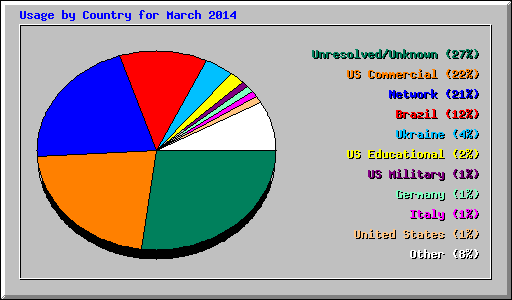 Usage by Country for March 2014
Unresolved/Unknown (27%)
US Commercial (22%)
Network (21%)
Brazil (12%)
Ukraine (4%)
US Educational (2%)
US Military (1%)
Germany (1%)
Italy (1%)
United States (1%)
Other (8%)